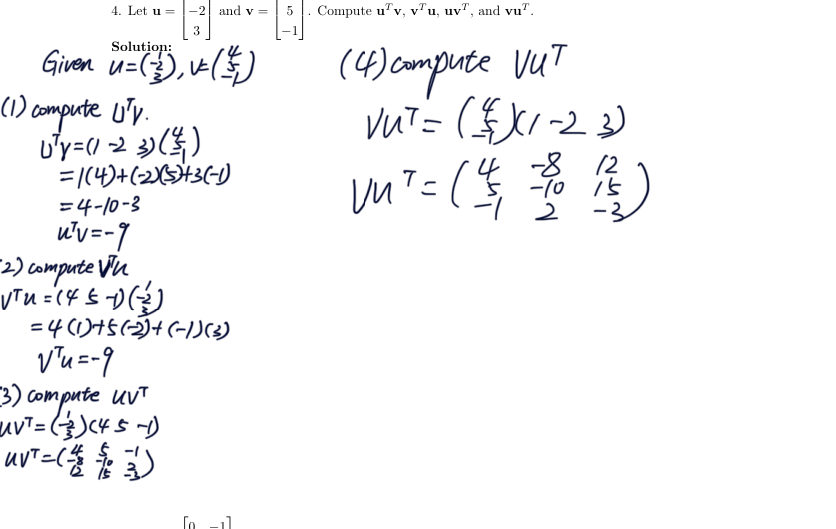 4. Let u = [−2 3] and v = [5 −1]. Compute uᵀv, vᵀu, uvᵀ, and vuᵀ.
Solution:
Given u=(1 -2 3), v=(4 5 -1)
(1) compute Uᵀv.
Uᵀv=(1 -2 3)(4 5 -1)
=1(4)+(-2)(5)+3(-1)
=4-10-3
uᵀv=-9
2) compute Vᵀu
Vᵀu=(4 5 -1)(1 -2 3)
=4(1)+5(-2)+(-1)(3)
Vᵀu=-9
3) compute uvᵀ
uvᵀ=(1 -2 3)(4 5 -1)
uvᵀ=(4 5 -1
-8 -10 2
12 15 -3)
(4) compute Vuᵀ
Vuᵀ=(4 5 -1)(1 -2 3)
Vuᵀ=(4 -8 12
5 -10 15
-1 2 -3)
[0 −1]